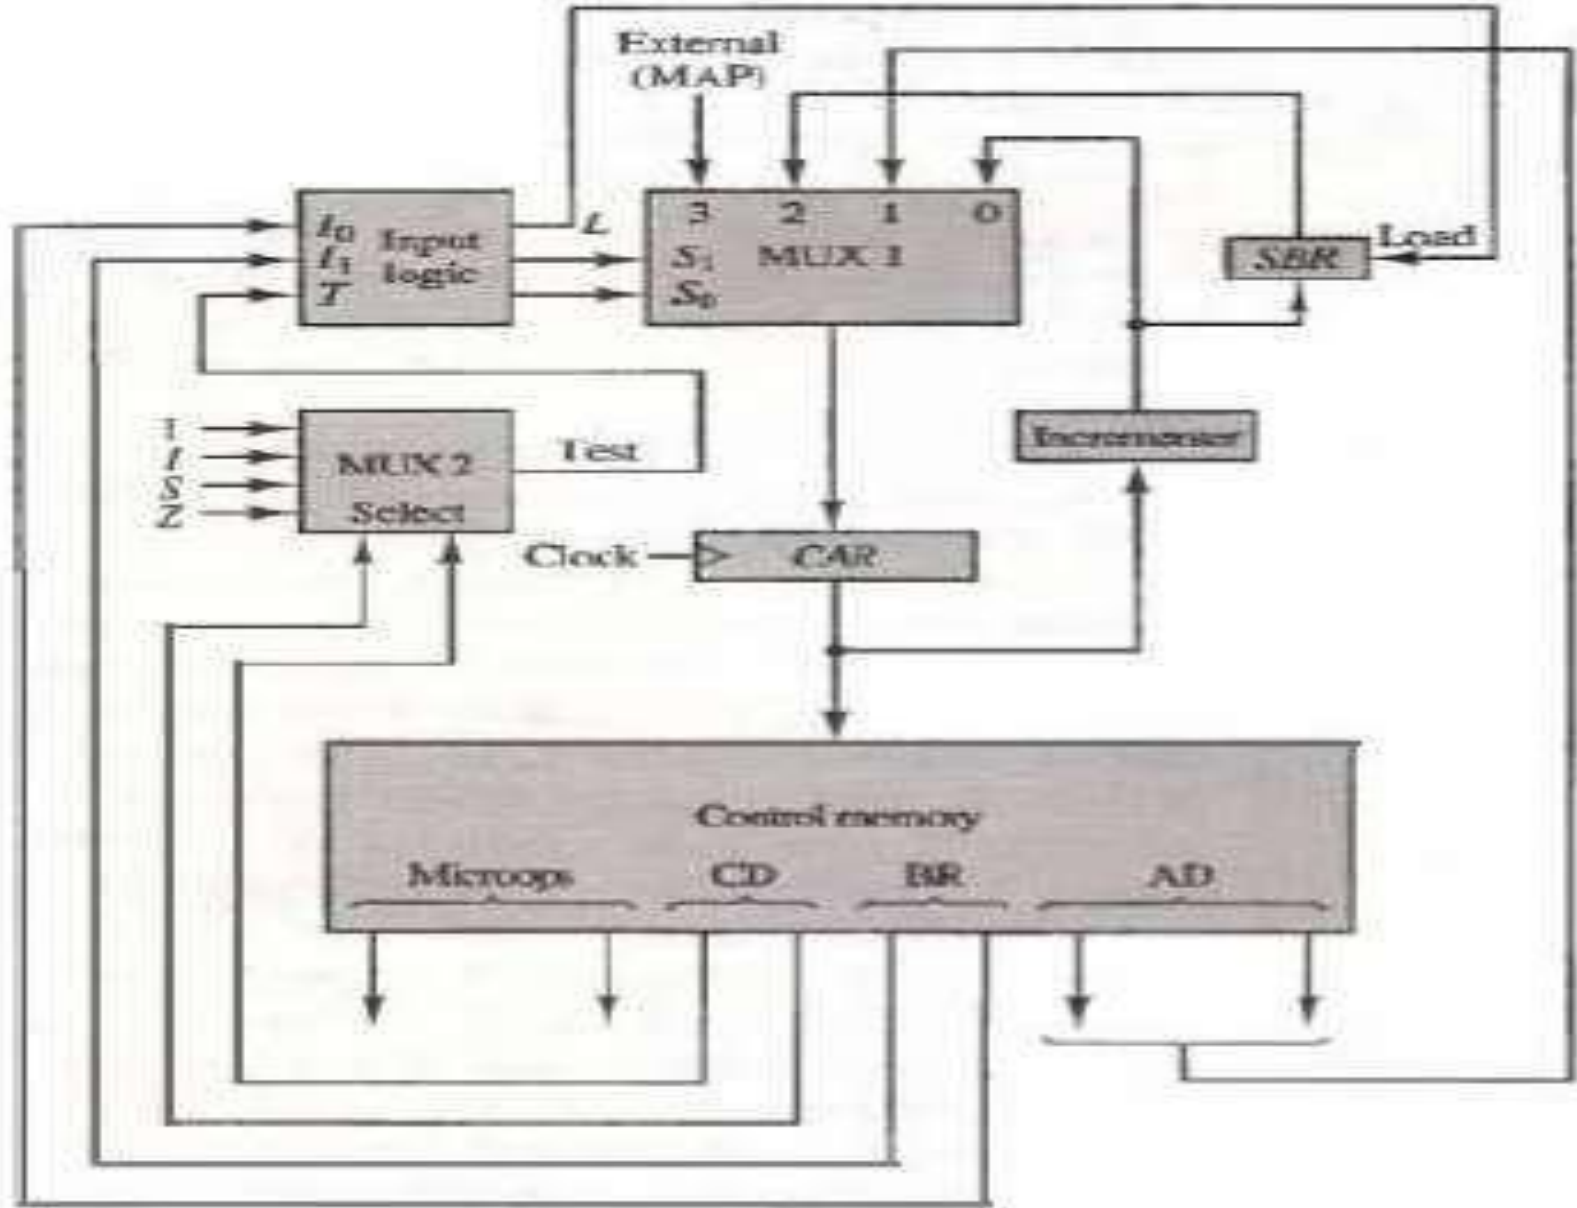 External
(MAP)
3 2 1 0
I0 Input L S1 MUX 1
I1 logic
T S0
SBR Load
Incrementer
1
I
S
Z
MUX 2
Select
Test
Clock CAR
Control memory
Microops CD BR AD